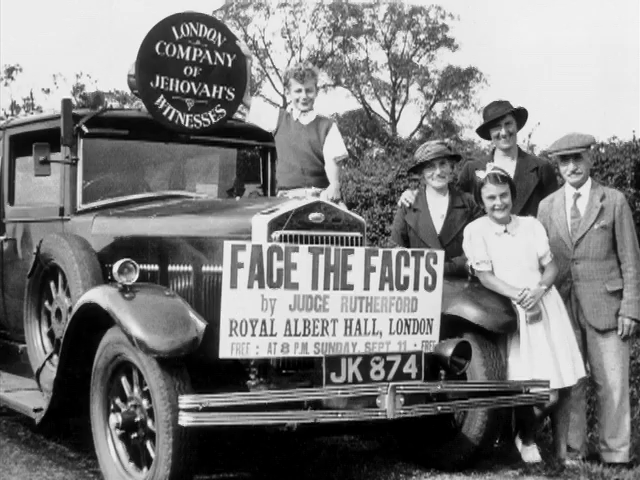 LONDON
COMPANY
OF
JEHOVAH'S
WITNESSES
FACE THE FACTS
by JUDGE RUTHERFORD
ROYAL ALBERT HALL, LONDON
FREE : AT 8 P.M. SUNDAY, SEPT. 11 · FREE
JK 874